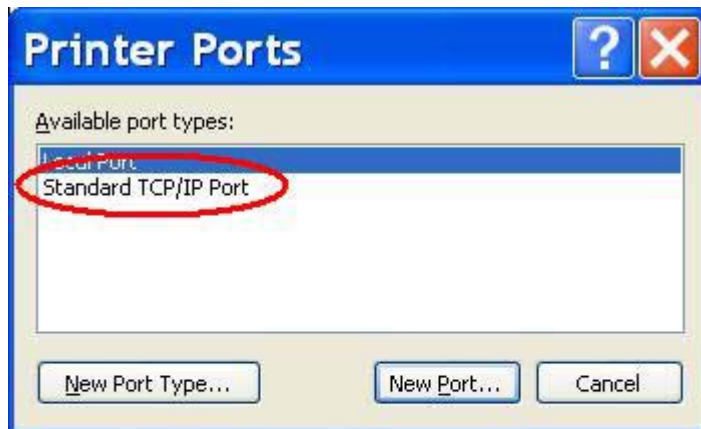 Printer Ports
Available port types:
Local Port
Standard TCP/IP Port
New Port Type...
New Port...
Cancel